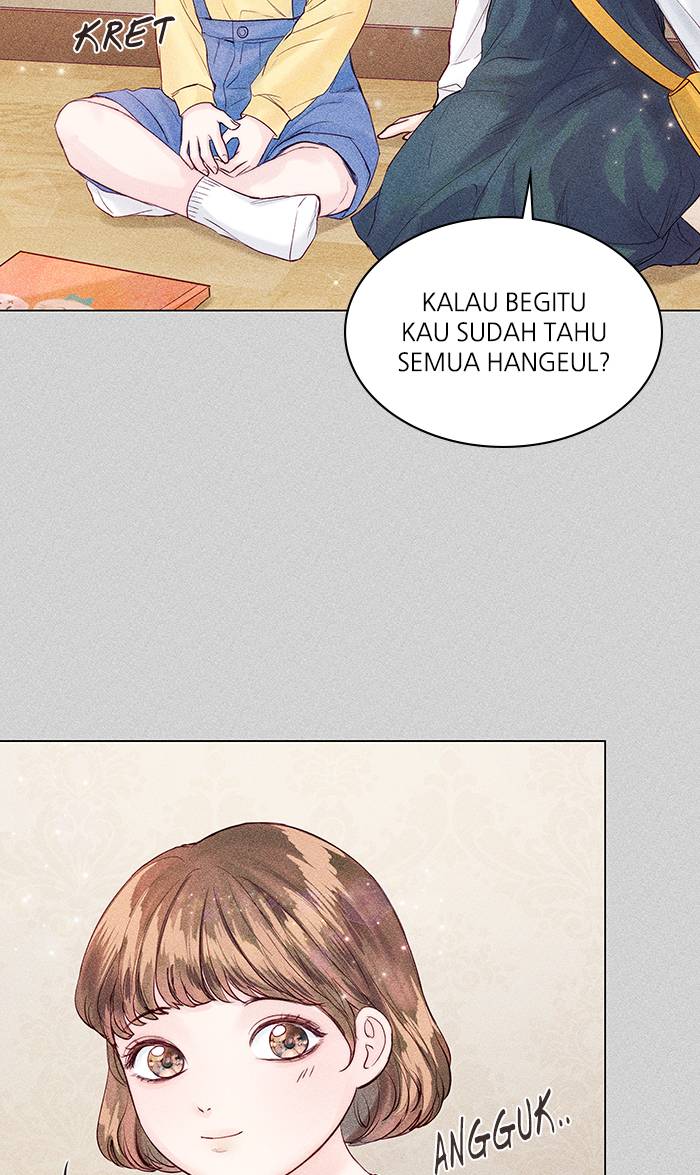 KRET
KALAU BEGITU
KAU SUDAH TAHU
SEMUA HANGEUL?
ANGGUK..